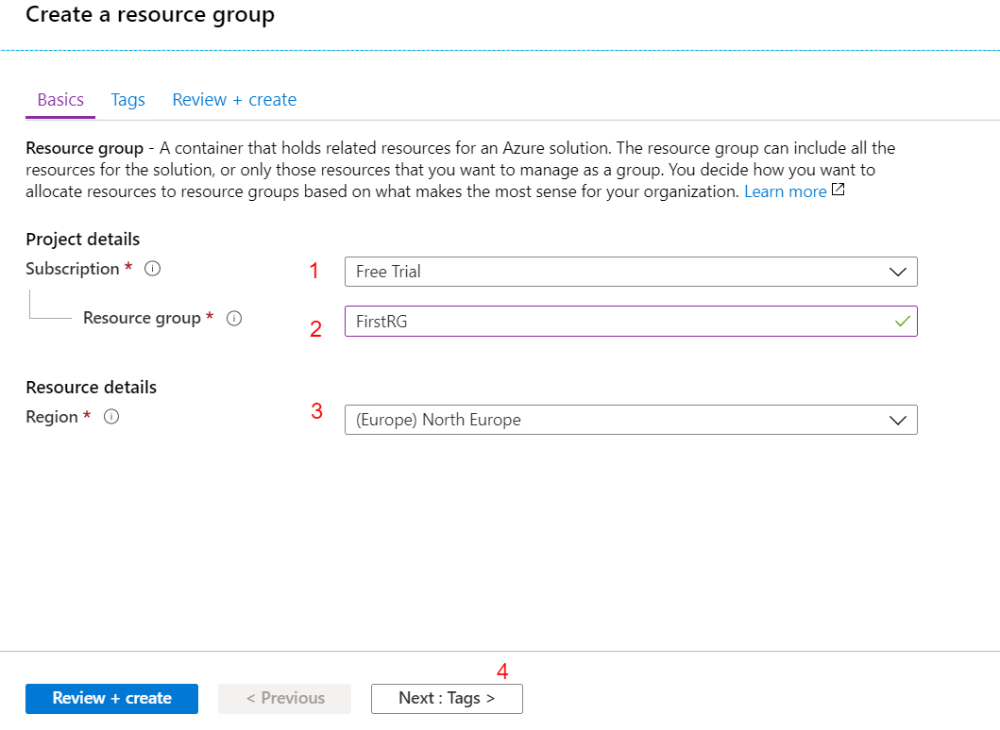 Create a resource group
Basics Tags Review + create
Resource group - A container that holds related resources for an Azure solution. The resource group can include all the
resources for the solution, or only those resources that you want to manage as a group. You decide how you want to
allocate resources to resource groups based on what makes the most sense for your organization. Learn more
Project details
Subscription * 1 Free Trial
Resource group * 2 FirstRG
Resource details
Region * 3 (Europe) North Europe
4
Review + create < Previous Next : Tags >